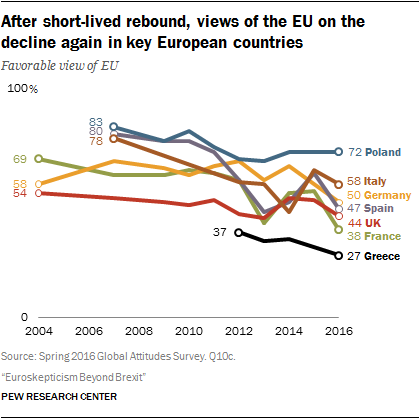 After short-lived rebound, views of the EU on the
decline again in key European countries
Favorable view of EU
100%
83
80
78
69
58
54
37
72 Poland
58 Italy
50 Germany
47 Spain
44 UK
38 France
27 Greece
0
2004 2006 2008 2010 2012 2014 2016
Source: Spring 2016 Global Attitudes Survey. Q10c.
“Euroskepticism Beyond Brexit”
PEW RESEARCH CENTER